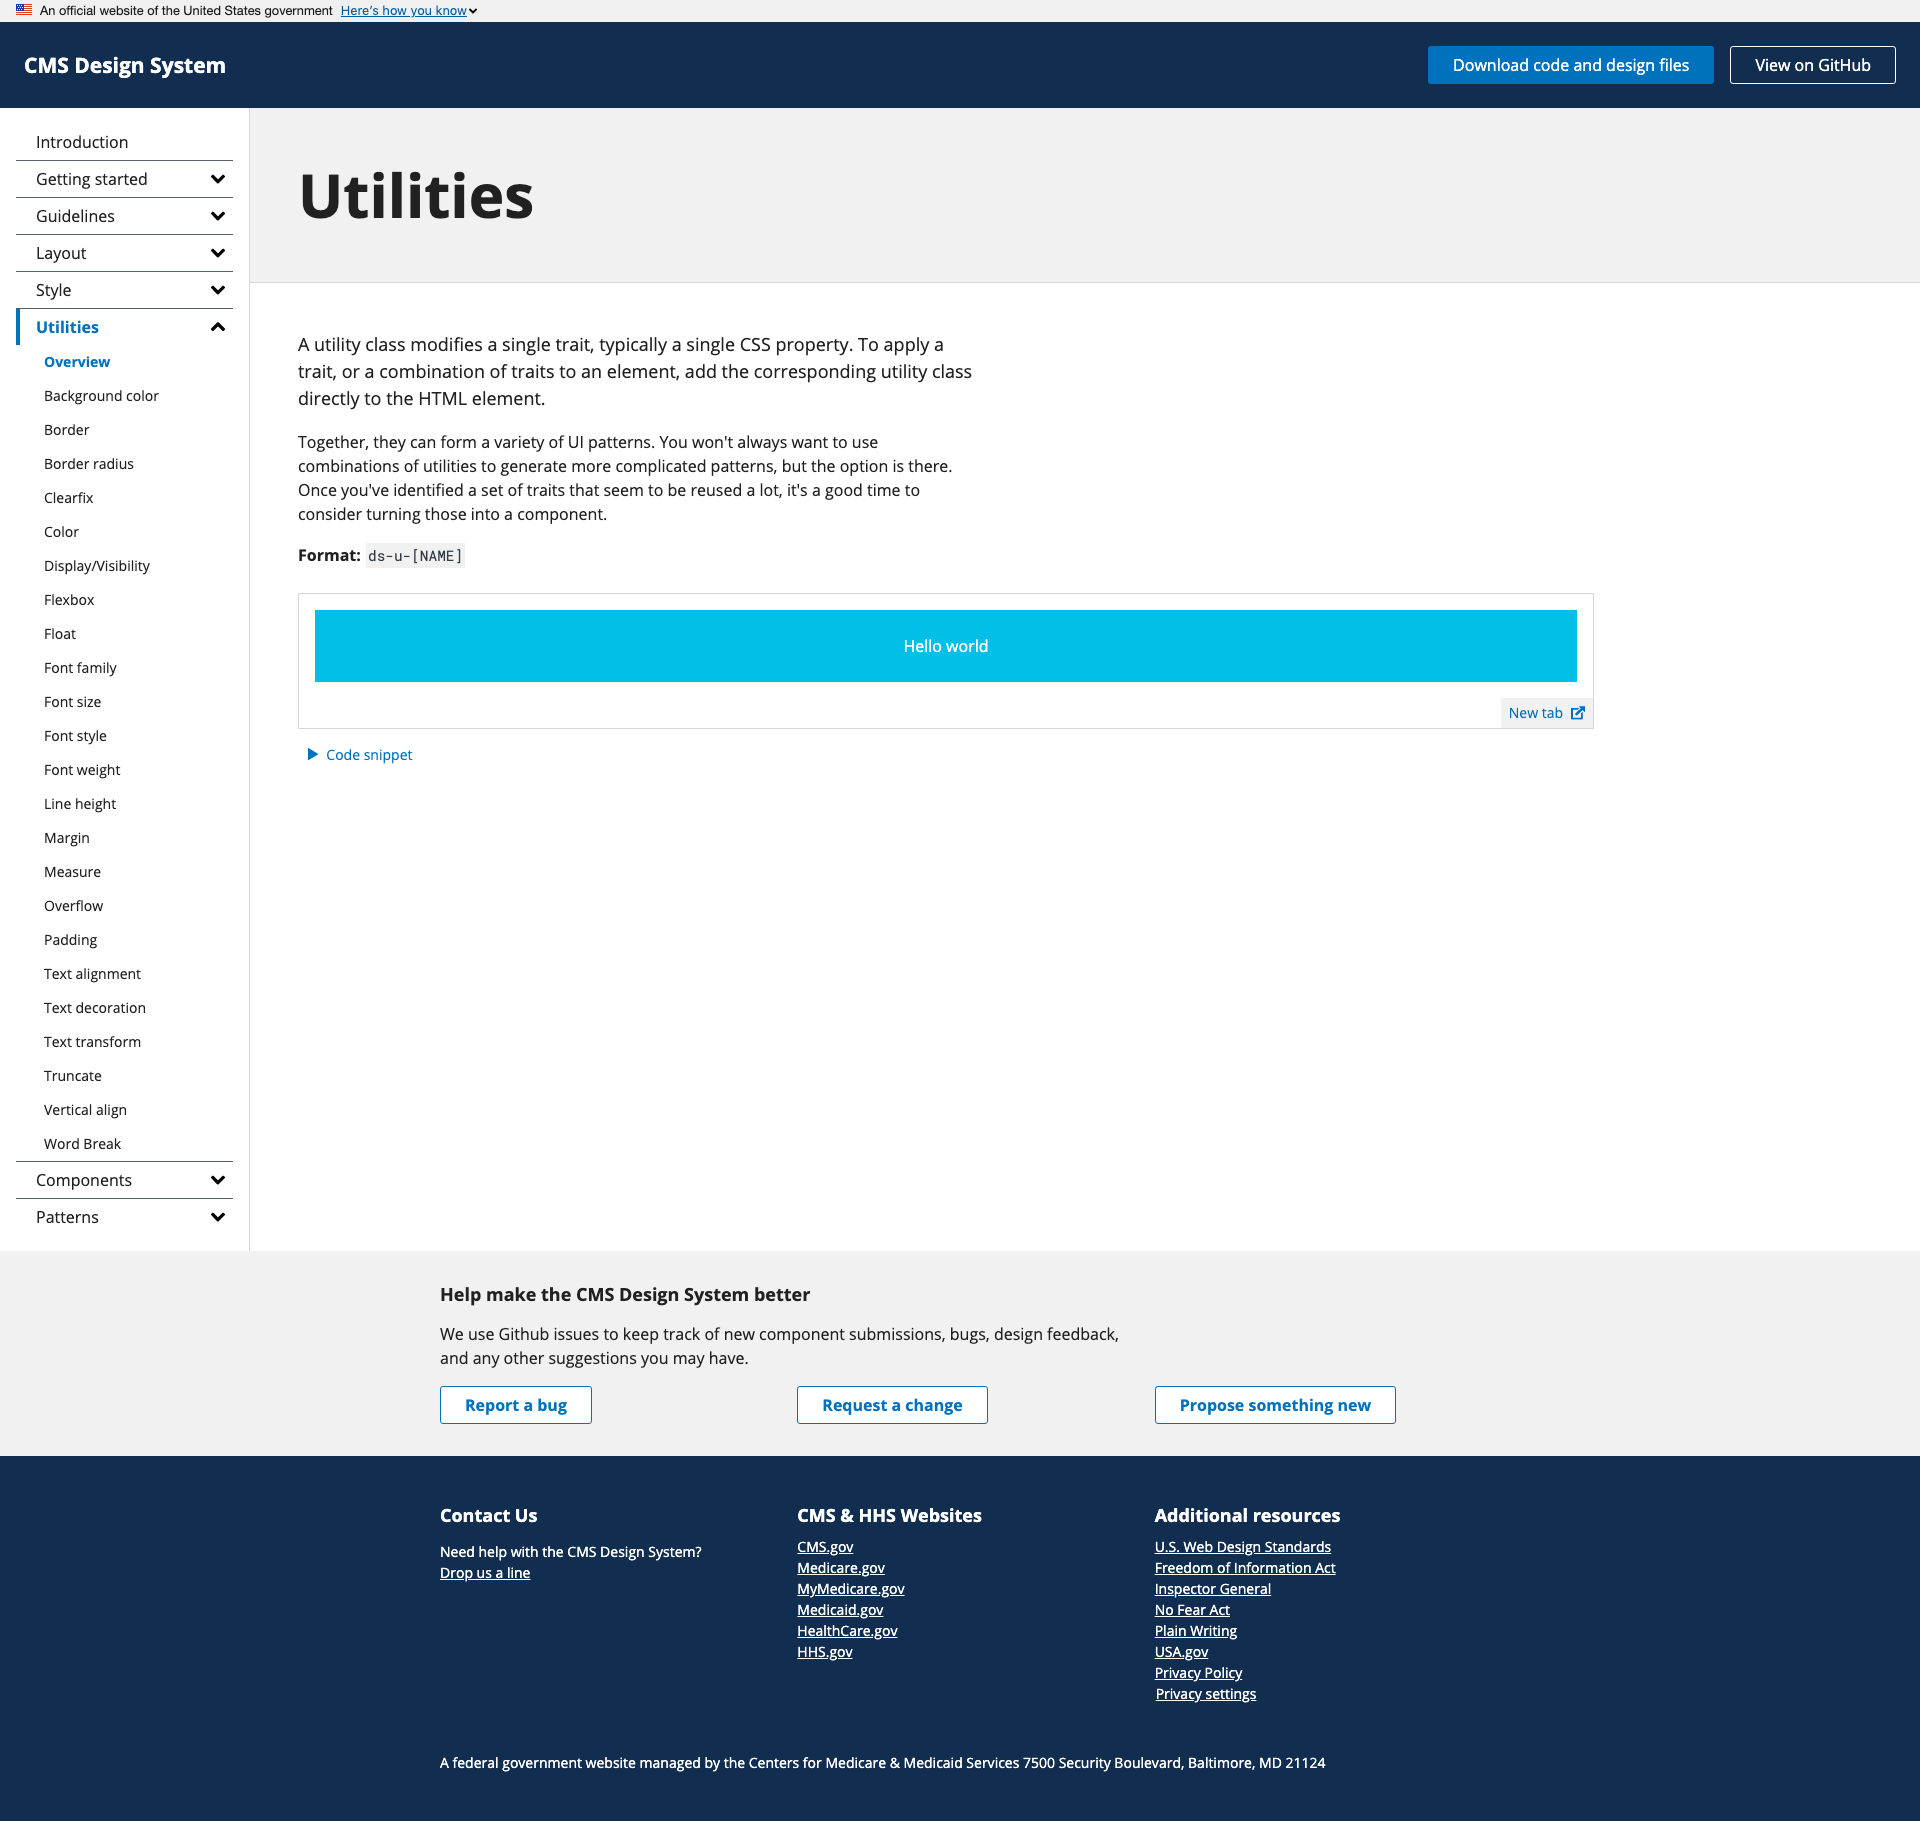 An official website of the United States government Here's how you know
CMS Design System
Download code and design files
View on GitHub
Introduction
Getting started
Guidelines
Layout
Style
Utilities
Overview
Background color
Border
Border radius
Clearfix
Color
Display/Visibility
Flexbox
Float
Font family
Font size
Font style
Font weight
Line height
Margin
Measure
Overflow
Padding
Text alignment
Text decoration
Text transform
Truncate
Vertical align
Word Break
Components
Patterns
Utilities
A utility class modifies a single trait, typically a single CSS property. To apply a
trait, or a combination of traits to an element, add the corresponding utility class
directly to the HTML element.
Together, they can form a variety of UI patterns. You won't always want to use
combinations of utilities to generate more complicated patterns, but the option is there.
Once you've identified a set of traits that seem to be reused a lot, it's a good time to
consider turning those into a component.
Format: ds-u-[NAME]
Hello world
New tab
Code snippet
Help make the CMS Design System better
We use Github issues to keep track of new component submissions, bugs, design feedback,
and any other suggestions you may have.
Report a bug
Request a change
Propose something new
Contact Us
Need help with the CMS Design System?
Drop us a line
CMS & HHS Websites
CMS.gov
Medicare.gov
MyMedicare.gov
Medicaid.gov
HealthCare.gov
HHS.gov
Additional resources
U.S. Web Design Standards
Freedom of Information Act
Inspector General
No Fear Act
Plain Writing
USA.gov
Privacy Policy
Privacy settings
A federal government website managed by the Centers for Medicare & Medicaid Services 7500 Security Boulevard, Baltimore, MD 21124